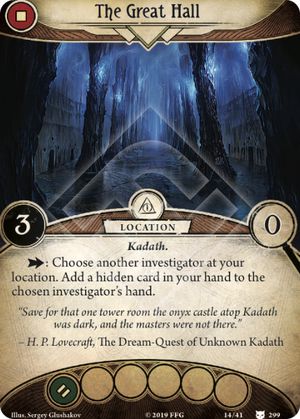 The Great Hall
3
LOCATION
0
Kadath.
: Choose another investigator at your
location. Add a hidden card in your hand to the
chosen investigator's hand.
"Save for that one tower room the onyx castle atop Kadath
was dark, and the masters were not there."
– H. P. Lovecraft, The Dream-Quest of Unknown Kadath
Illus. Sergey Glushakov
© 2019 FFG
14/41
299